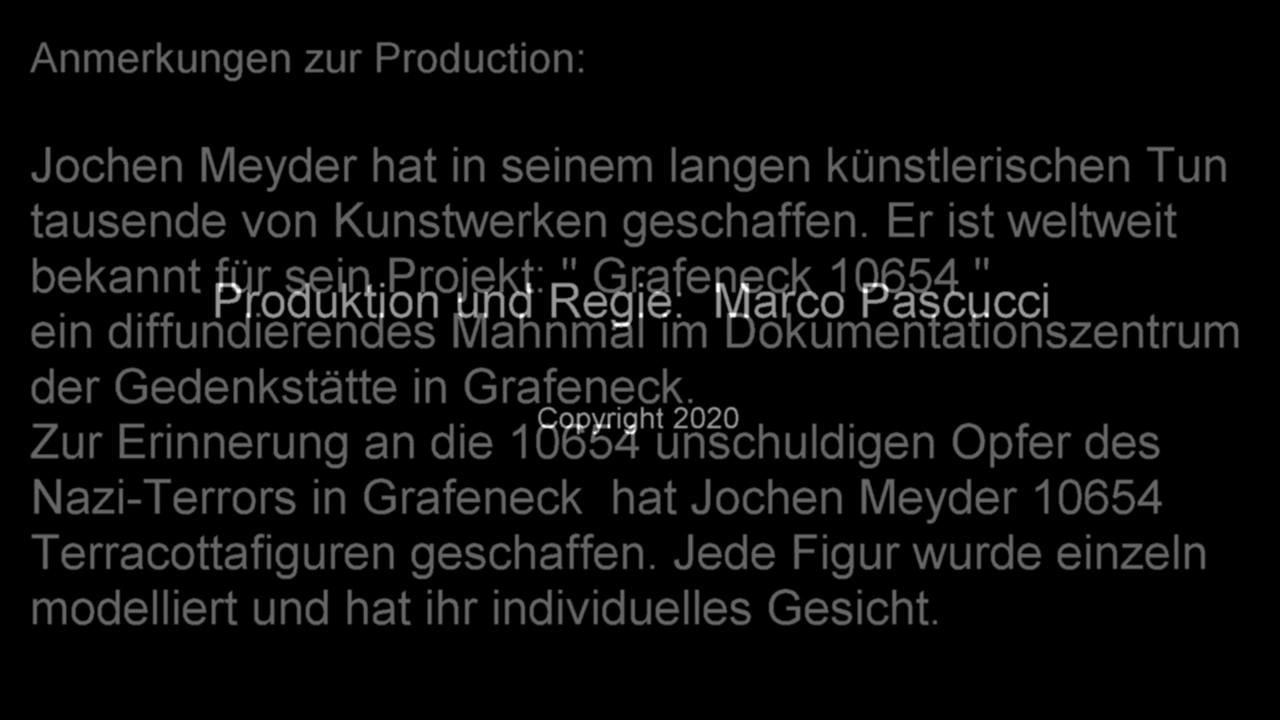 Anmerkungen zur Production:
Jochen Meyder hat in seinem langen künstlerischen Tun
tausende von Kunstwerken geschaffen. Er ist weltweit
bekannt für sein Projekt: " Grafeneck 10654 "
Produktion und Regie: Marco Pascucci
ein diffundierendes Mahnmal im Dokumentationszentrum
der Gedenkstätte in Grafeneck.
Copyright 2020
Zur Erinnerung an die 10654 unschuldigen Opfer des
Nazi-Terrors in Grafeneck hat Jochen Meyder 10654
Terracottafiguren geschaffen. Jede Figur wurde einzeln
modelliert und hat ihr individuelles Gesicht.